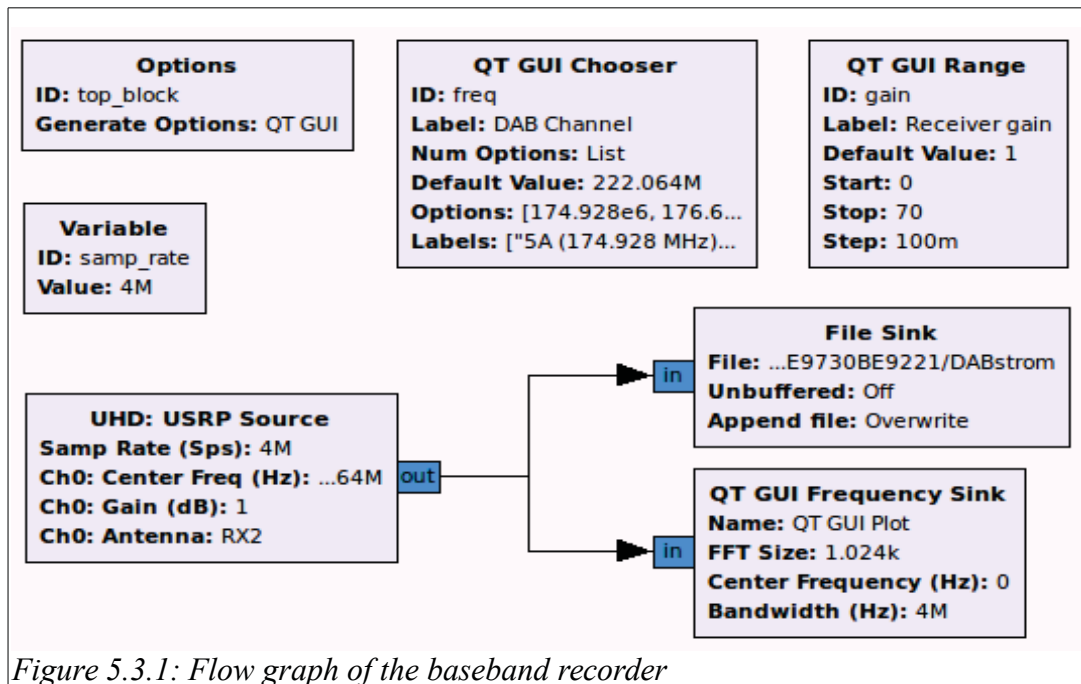 Options
ID: top_block
Generate Options: QT GUI
QT GUI Chooser
ID: freq
Label: DAB Channel
Num Options: List
Default Value: 222.064M
Options: [174.928e6, 176.6...
Labels: ["5A (174.928 MHz)...
QT GUI Range
ID: gain
Label: Receiver gain
Default Value: 1
Start: 0
Stop: 70
Step: 100m
Variable
ID: samp_rate
Value: 4M
UHD: USRP Source
Samp Rate (Sps): 4M
Ch0: Center Freq (Hz): ...64M
Ch0: Gain (dB): 1
Ch0: Antenna: RX2
out
in
File Sink
File: ...E9730BE9221/DABstrom
Unbuffered: Off
Append file: Overwrite
in
QT GUI Frequency Sink
Name: QT GUI Plot
FFT Size: 1.024k
Center Frequency (Hz): 0
Bandwidth (Hz): 4M
Figure 5.3.1: Flow graph of the baseband recorder